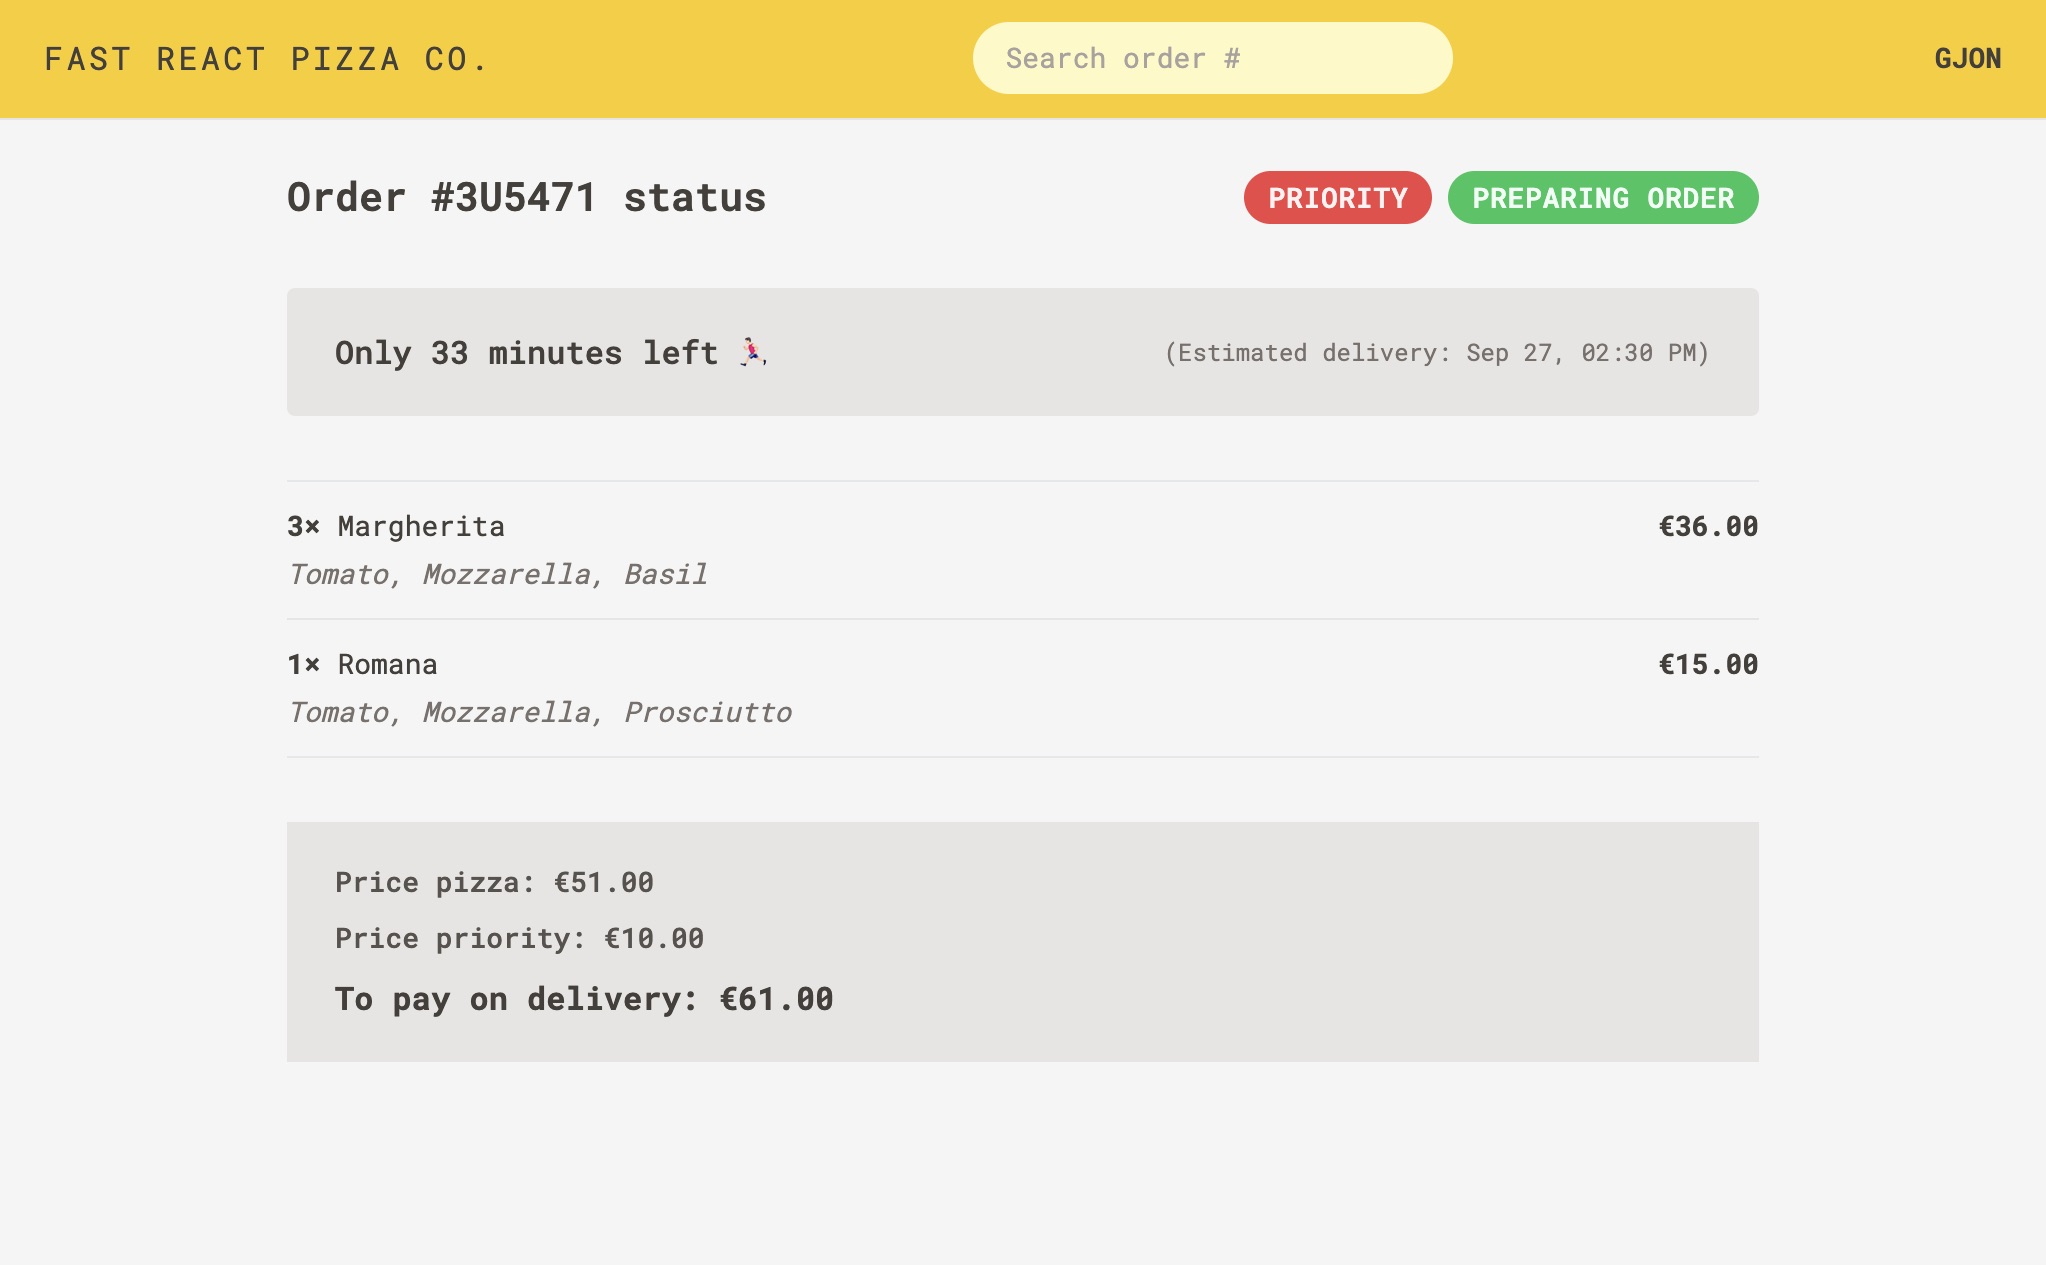 FAST REACT PIZZA CO.
Search order #
GJON
Order #3U5471 status
PRIORITY
PREPARING ORDER
Only 33 minutes left 🏃🏻
(Estimated delivery: Sep 27, 02:30 PM)
3× Margherita
€36.00
Tomato, Mozzarella, Basil
1× Romana
€15.00
Tomato, Mozzarella, Prosciutto
Price pizza: €51.00
Price priority: €10.00
To pay on delivery: €61.00